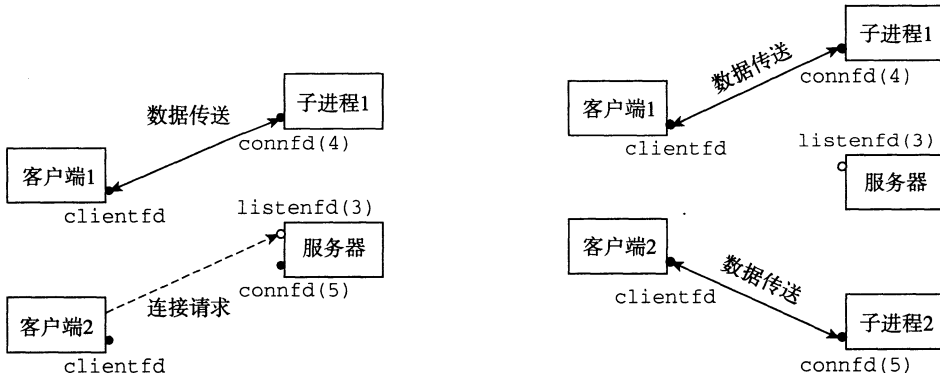 数据传送
子进程1
connfd(4)
客户端1
clientfd
listenfd(3)
服务器
connfd(5)
连接请求
客户端2
clientfd
子进程1
数据传送
connfd(4)
客户端1
clientfd
listenfd(3)
服务器
客户端2
数据传送
clientfd
子进程2
connfd(5)